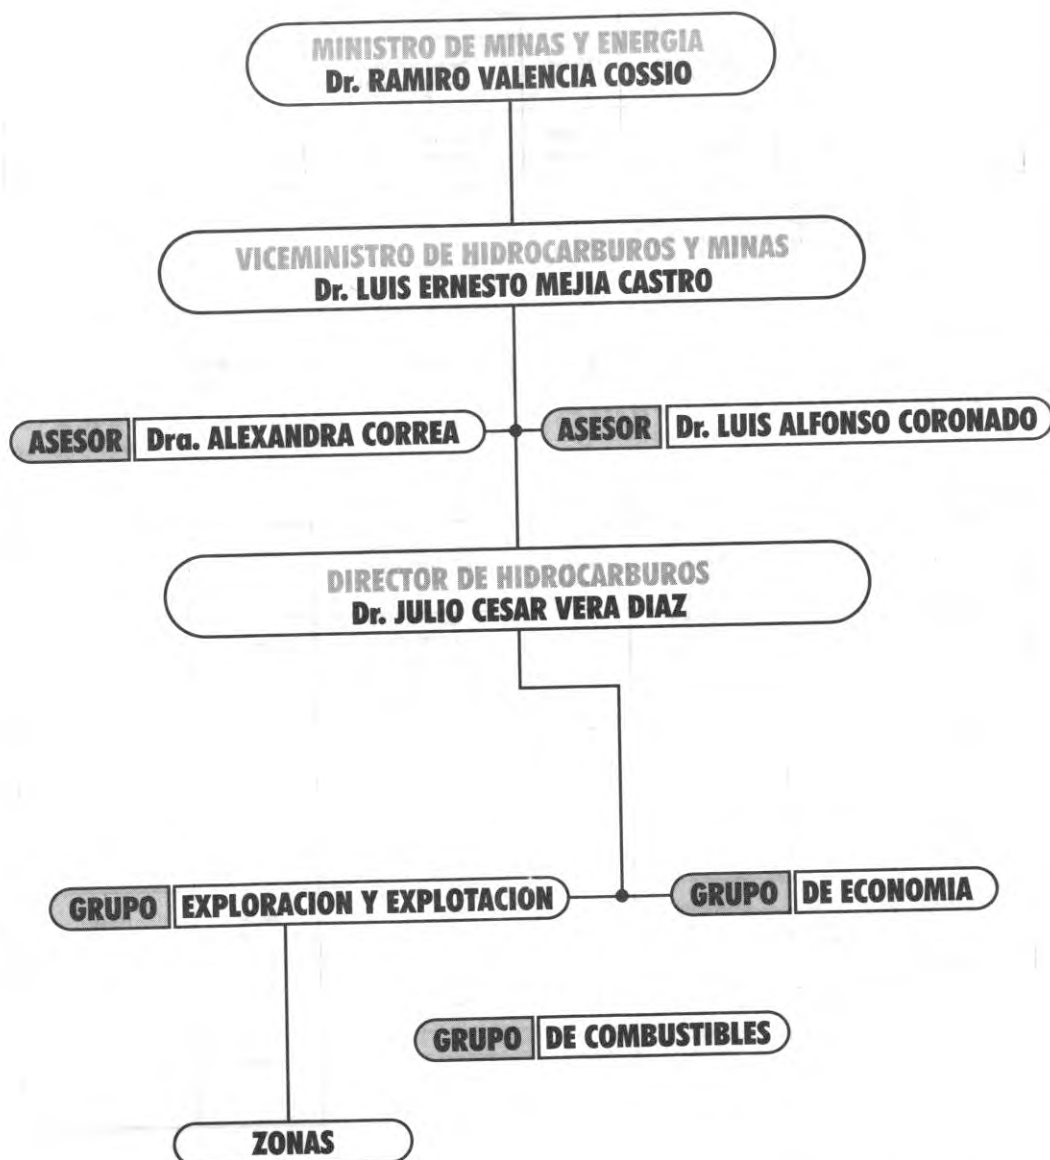 MINISTRO DE MINAS Y ENERGIA
Dr. RAMIRO VALENCIA COSSIO
VICEMINISTRO DE HIDROCARBUROS Y MINAS
Dr. LUIS ERNESTO MEJIA CASTRO
ASESOR Dra. ALEXANDRA CORREA
ASESOR Dr. LUIS ALFONSO CORONADO
DIRECTOR DE HIDROCARBUROS
Dr. JULIO CESAR VERA DIAZ
GRUPO EXPLORACION Y EXPLOTACION
GRUPO DE ECONOMIA
GRUPO DE COMBUSTIBLES
ZONAS